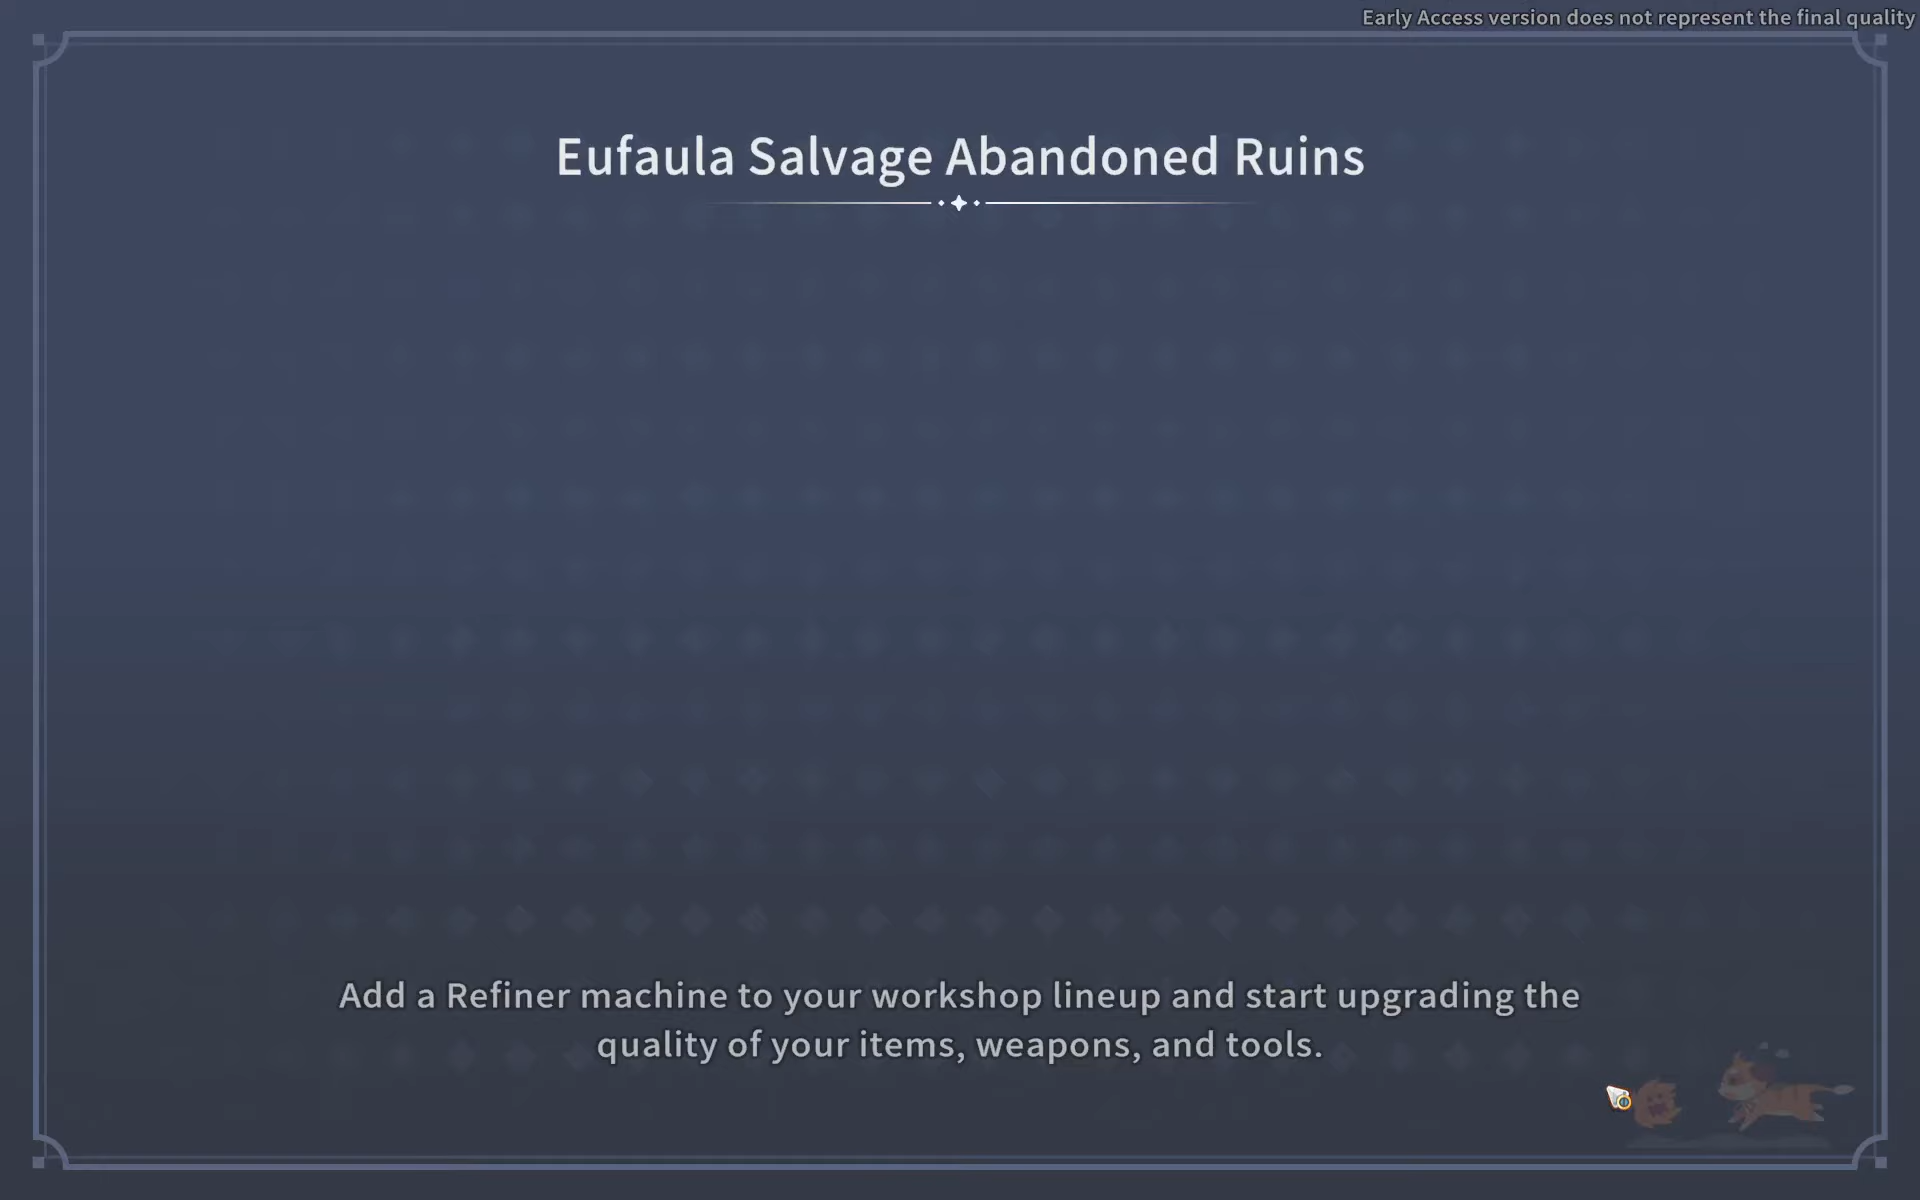 Early Access version does not represent the final quality
Eufaula Salvage Abandoned Ruins
Add a Refiner machine to your workshop lineup and start upgrading the
quality of your items, weapons, and tools.